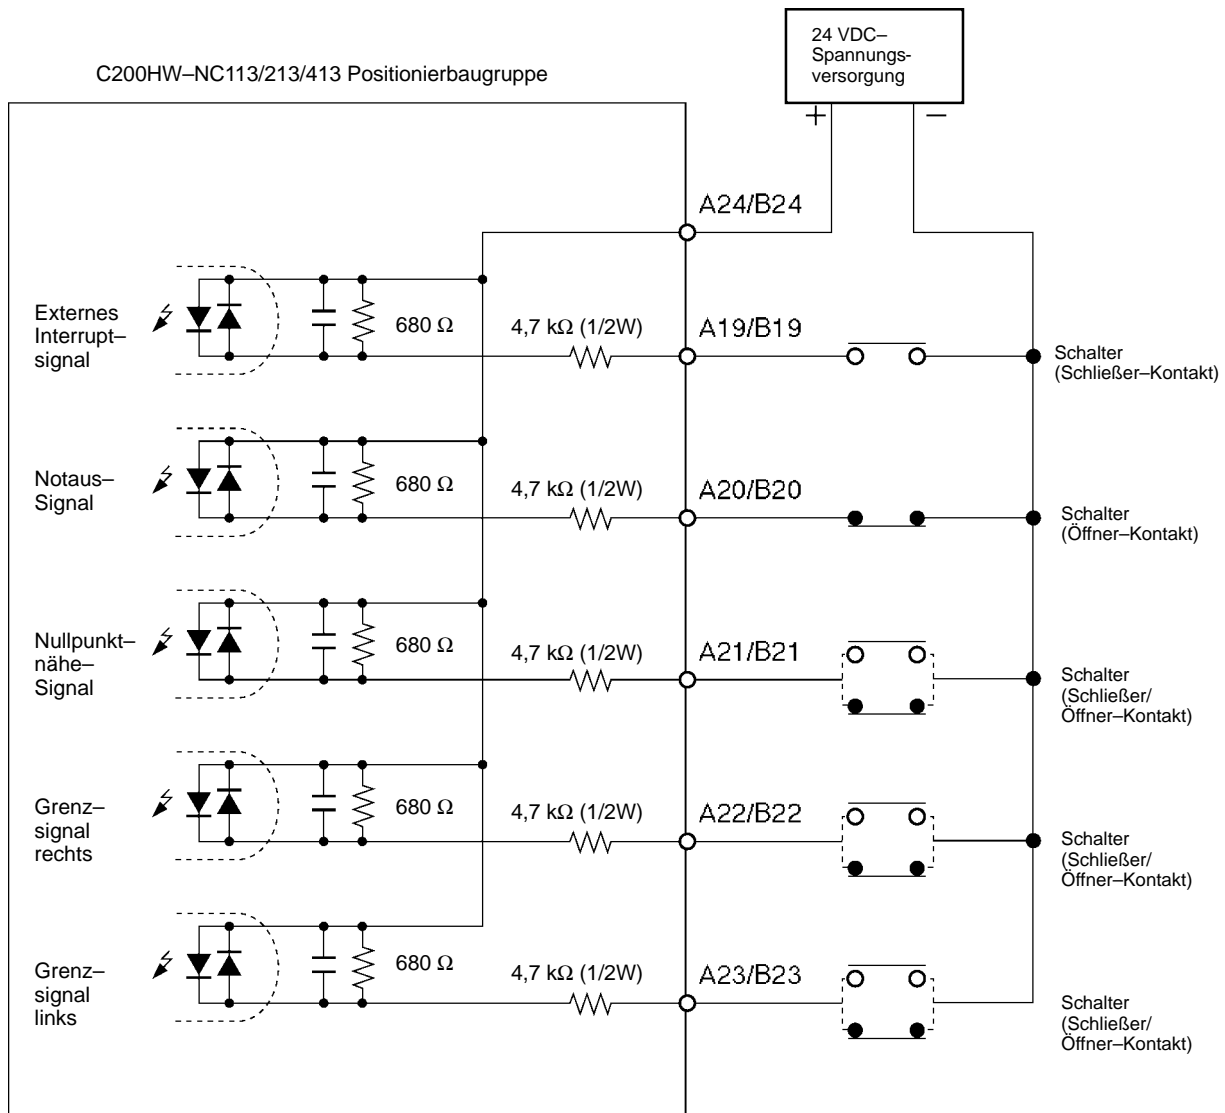 24 VDC–
Spannungs-
versorgung
C200HW–NC113/213/413 Positionierbaugruppe
+
–
A24/B24
Externes
Interrupt–
signal
680 Ω
4,7 kΩ (1/2W)
A19/B19
Schalter
(Schließer–Kontakt)
Notaus–
Signal
680 Ω
4,7 kΩ (1/2W)
A20/B20
Schalter
(Öffner–Kontakt)
Nullpunkt–
nähe–
Signal
680 Ω
4,7 kΩ (1/2W)
A21/B21
Schalter
(Schließer/
Öffner–Kontakt)
Grenz–
signal
rechts
680 Ω
4,7 kΩ (1/2W)
A22/B22
Schalter
(Schließer/
Öffner–Kontakt)
Grenz–
signal
links
680 Ω
4,7 kΩ (1/2W)
A23/B23
Schalter
(Schließer/
Öffner–Kontakt)